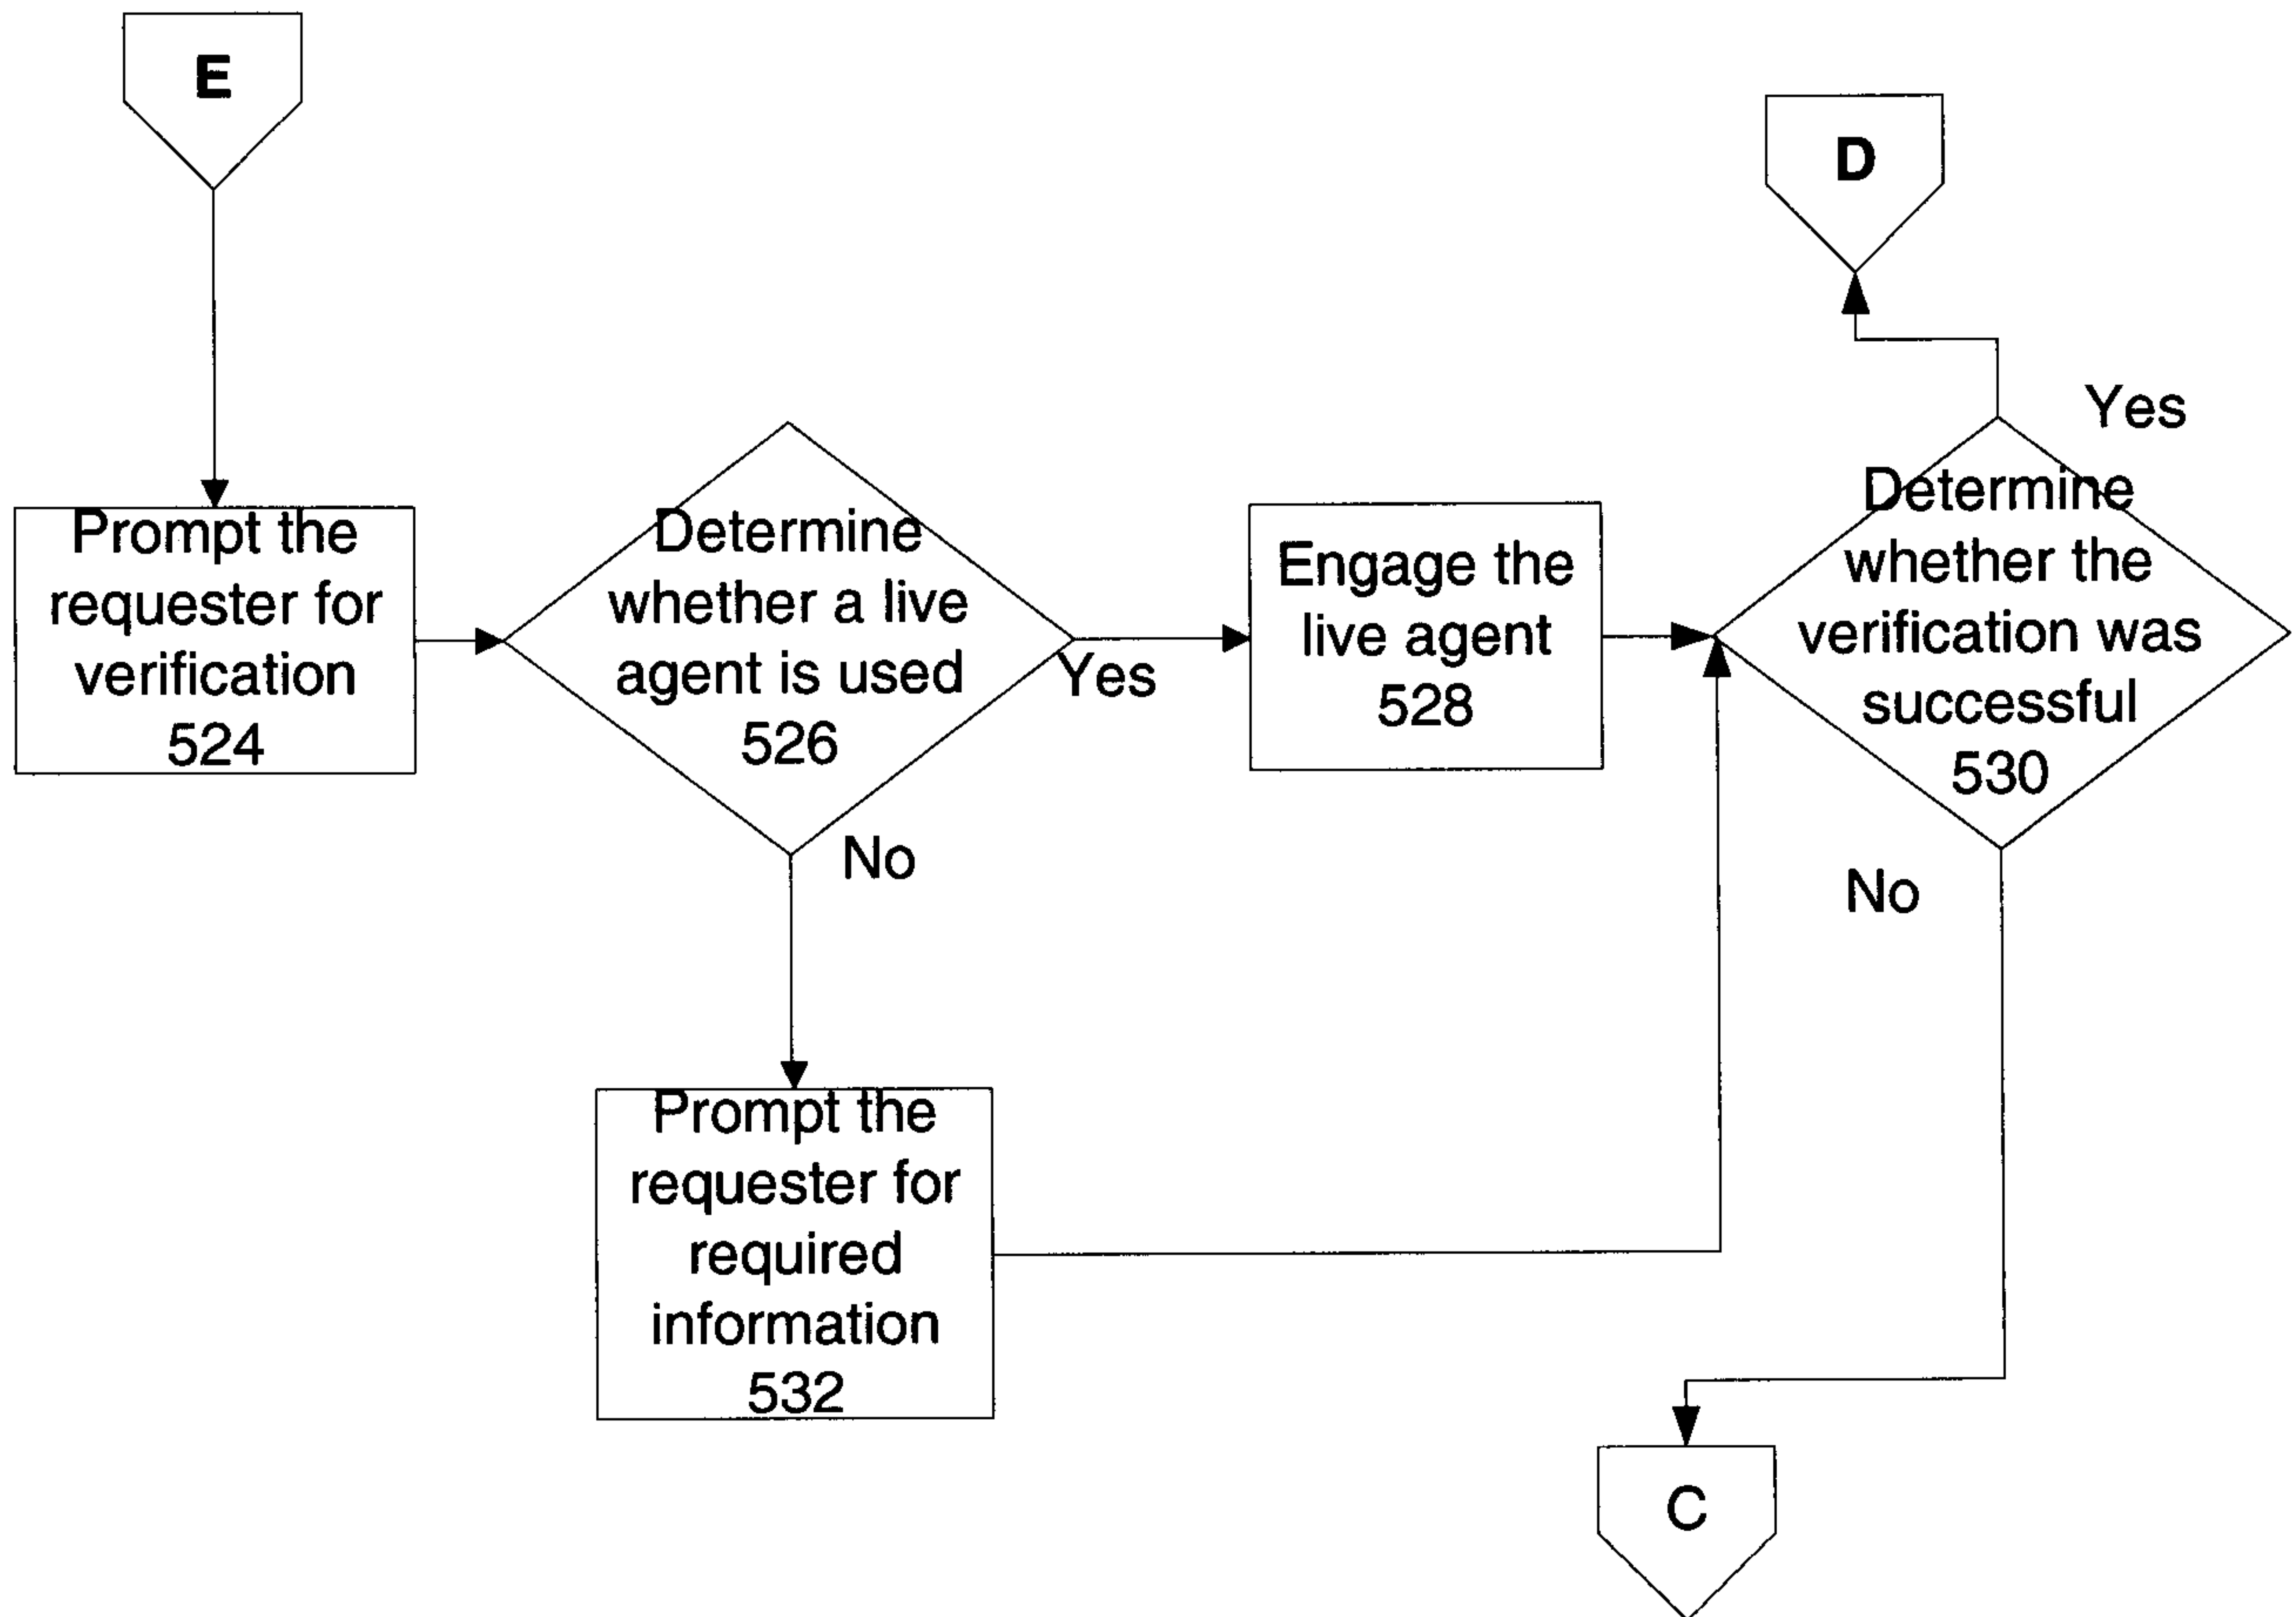 E
D
Prompt the
requester for
verification
524
Determine
whether a live
agent is used
526
Yes
No
Engage the
live agent
528
Determine
whether the
verification was
successful
530
Yes
No
Prompt the
requester for
required
information
532
C